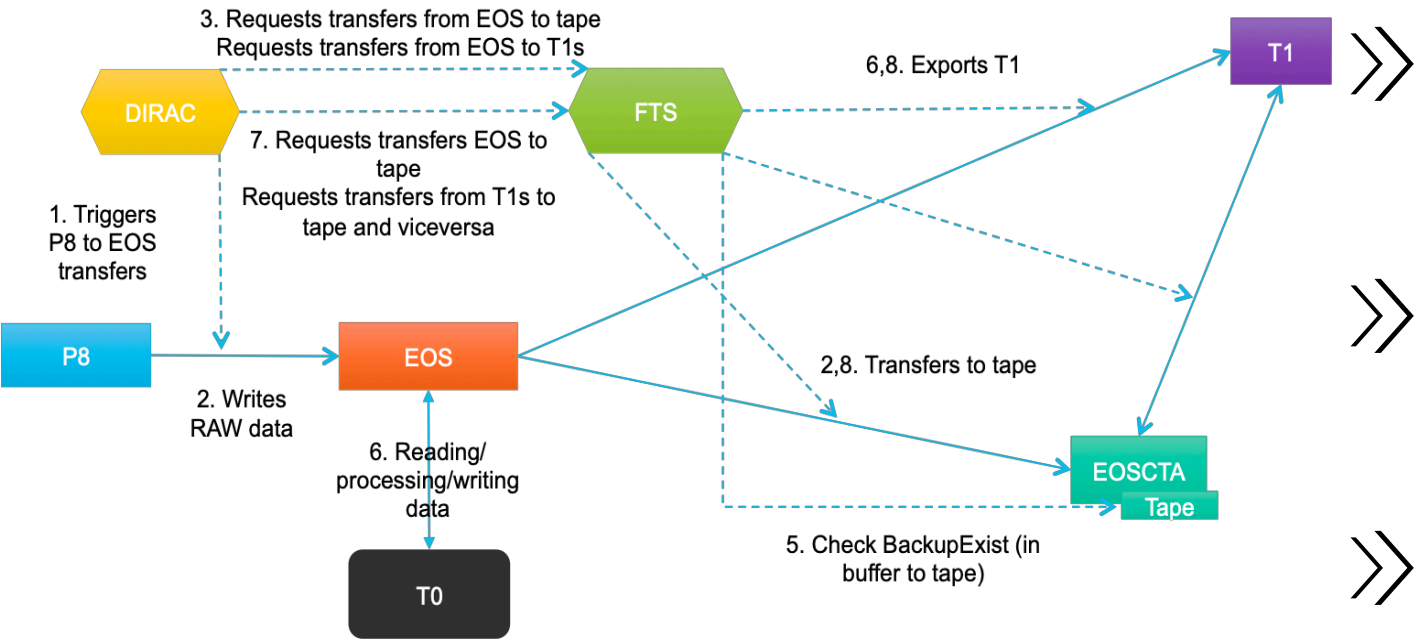 3. Requests transfers from EOS to tape
Requests transfers from EOS to T1s
6,8. Exports T1
T1
DIRAC
FTS
7. Requests transfers EOS to
tape
Requests transfers from T1s to
tape and viceversa
1. Triggers
P8 to EOS
transfers
P8
EOS
2,8. Transfers to tape
2. Writes
RAW data
6. Reading/
processing/writing
data
EOSCTA
Tape
5. Check BackupExist (in
buffer to tape)
T0